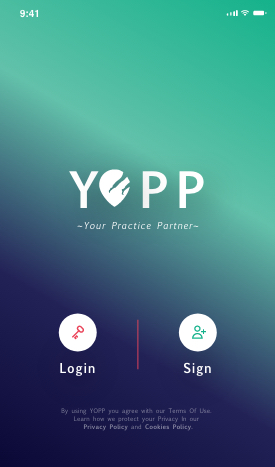 9:41
YOPP
~Your Practice Partner~
Login
Sign
By using YOPP you agree with our Terms Of Use.
Learn how we protect your Privacy In our
Privacy Policy and Cookies Policy.